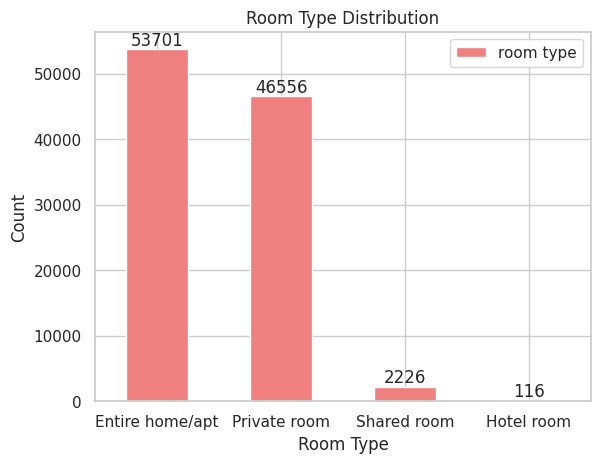 Room Type Distribution
room type
53701
46556
2226
116
50000
40000
30000
20000
10000
0
Count
Entire home/apt
Private room
Shared room
Hotel room
Room Type